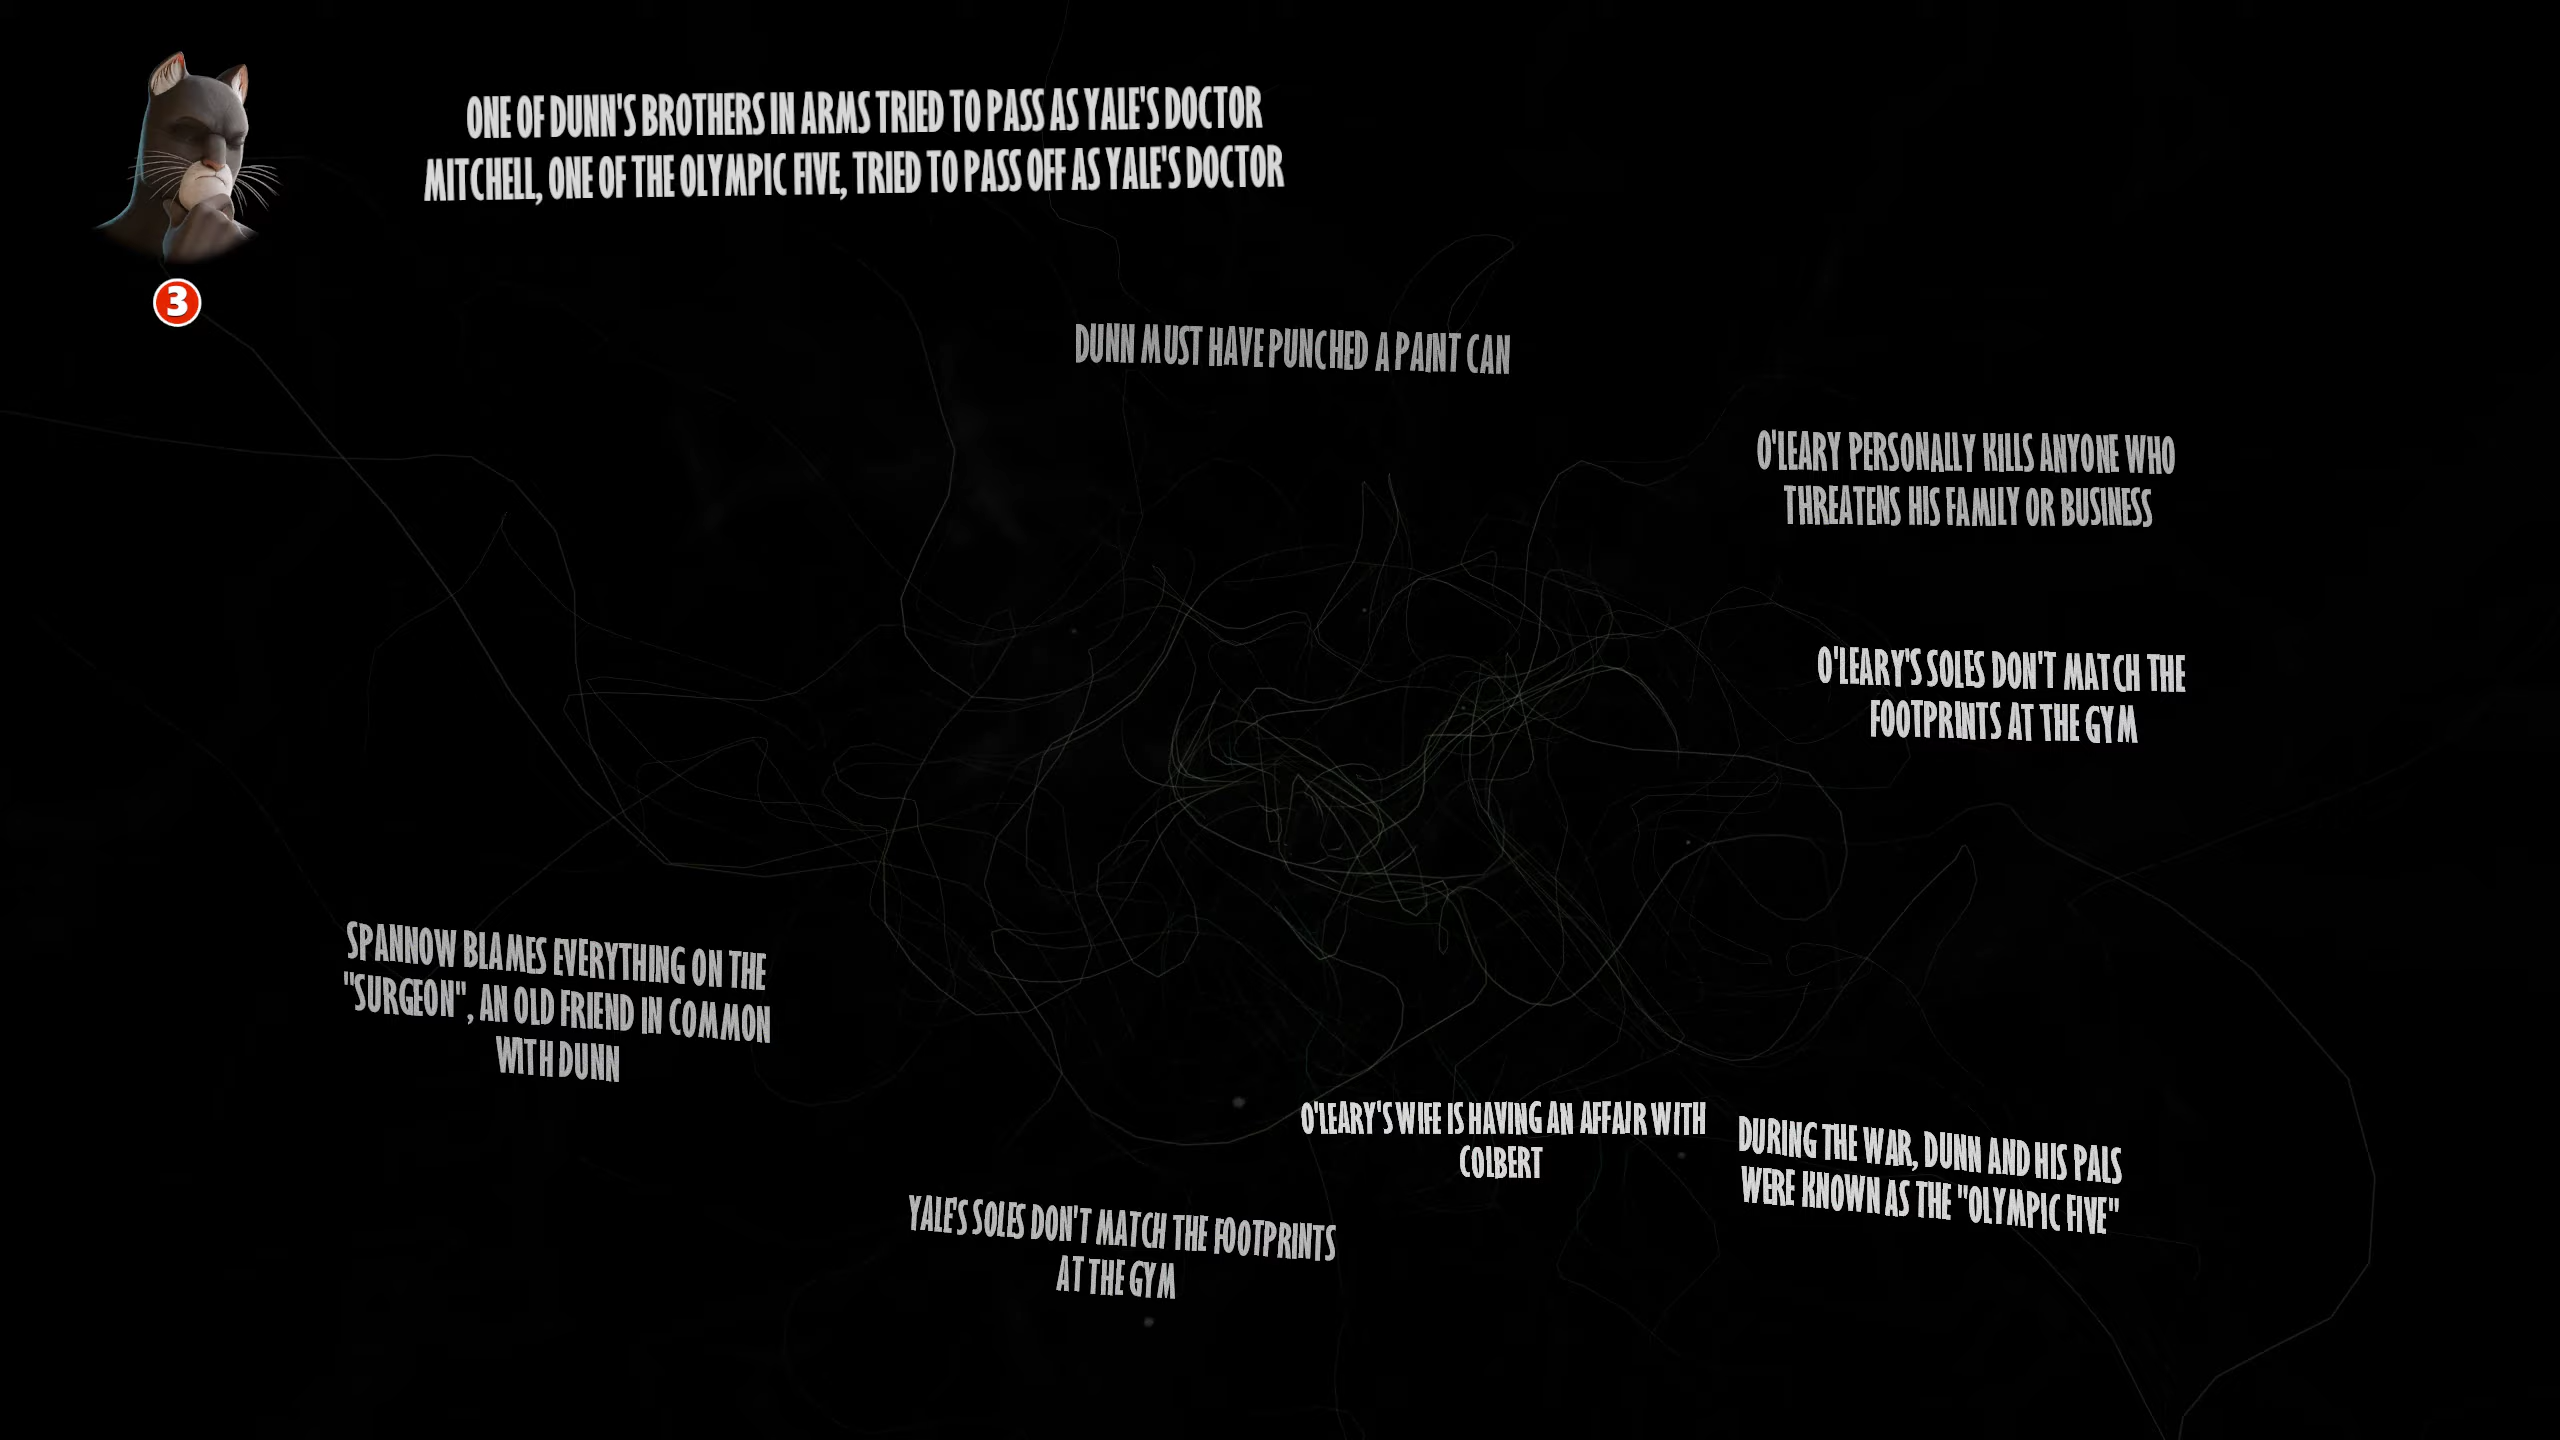 ONE OF DUNN'S BROTHERS IN ARMS TRIED TO PASS AS YALE'S DOCTOR
MITCHELL, ONE OF THE OLYMPIC FIVE, TRIED TO PASS OFF AS YALE'S DOCTOR
3
DUNN MUST HAVE PUNCHED A PAINT CAN
O'LEARY PERSONALLY KILLS ANYONE WHO
THREATENS HIS FAMILY OR BUSINESS
O'LEARY'S SOLES DON'T MATCH THE
FOOTPRINTS AT THE GYM
SPANNOW BLAMES EVERYTHING ON THE
"SURGEON", AN OLD FRIEND IN COMMON
WITH DUNN
O'LEARY'S WIFE IS HAVING AN AFFAIR WITH
COLBERT
DURING THE WAR, DUNN AND HIS PALS
WERE KNOWN AS THE "OLYMPIC FIVE"
YALE'S SOLES DON'T MATCH THE FOOTPRINTS
AT THE GYM